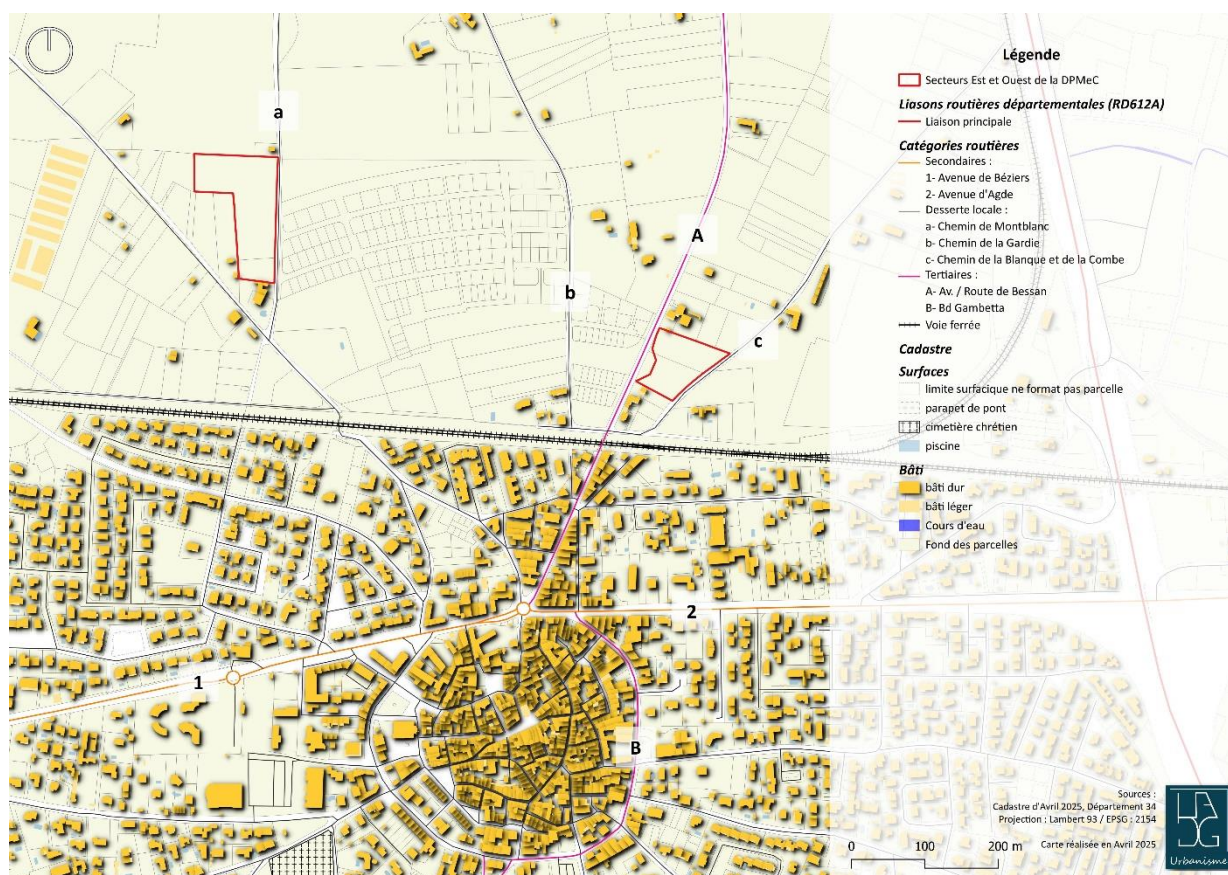 a
b
A
c
1
2
B
Légende
Secteurs Est et Ouest de la DPMeC
Liasons routières départementales (RD612A)
Liaison principale
Catégories routières
Secondaires :
1- Avenue de Béziers
2- Avenue d'Agde
Desserte locale :
a- Chemin de Montblanc
b- Chemin de la Gardie
c- Chemin de la Blanque et de la Combe
Tertiaires :
A- Av. / Route de Bessan
B- Bd Gambetta
Voie ferrée
Cadastre
Surfaces
limite surfacique ne format pas parcelle
parapet de pont
cimetière chrétien
piscine
Bâti
bâti dur
bâti léger
Cours d'eau
Fond des parcelles
Sources :
Cadastre d'Avril 2025, Département 34
Projection : Lambert 93 / EPSG : 2154
Carte réalisée en Avril 2025
0 100 200 m
Urbanisme